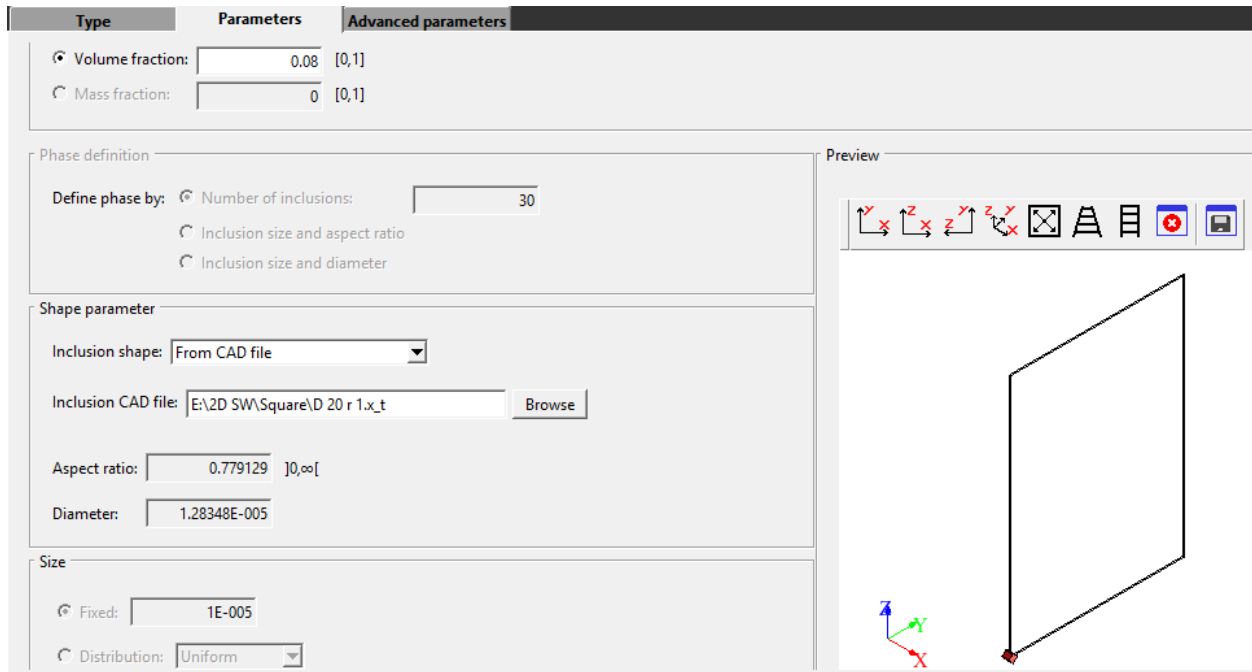 Type Parameters Advanced parameters
Volume fraction: 0.08 [0,1]
Mass fraction: 0 [0,1]
Phase definition
Define phase by: Number of inclusions: 30
Inclusion size and aspect ratio
Inclusion size and diameter
Shape parameter
Inclusion shape: From CAD file
Inclusion CAD file: E:\2D SW\Square\D 20 r 1.x_t Browse
Aspect ratio: 0.779129 ]0,∞[
Diameter: 1.28348E-005
Size
Fixed: 1E-005
Distribution: Uniform
Preview
Y X Z X Y Z Z Y X
Z
Y
X